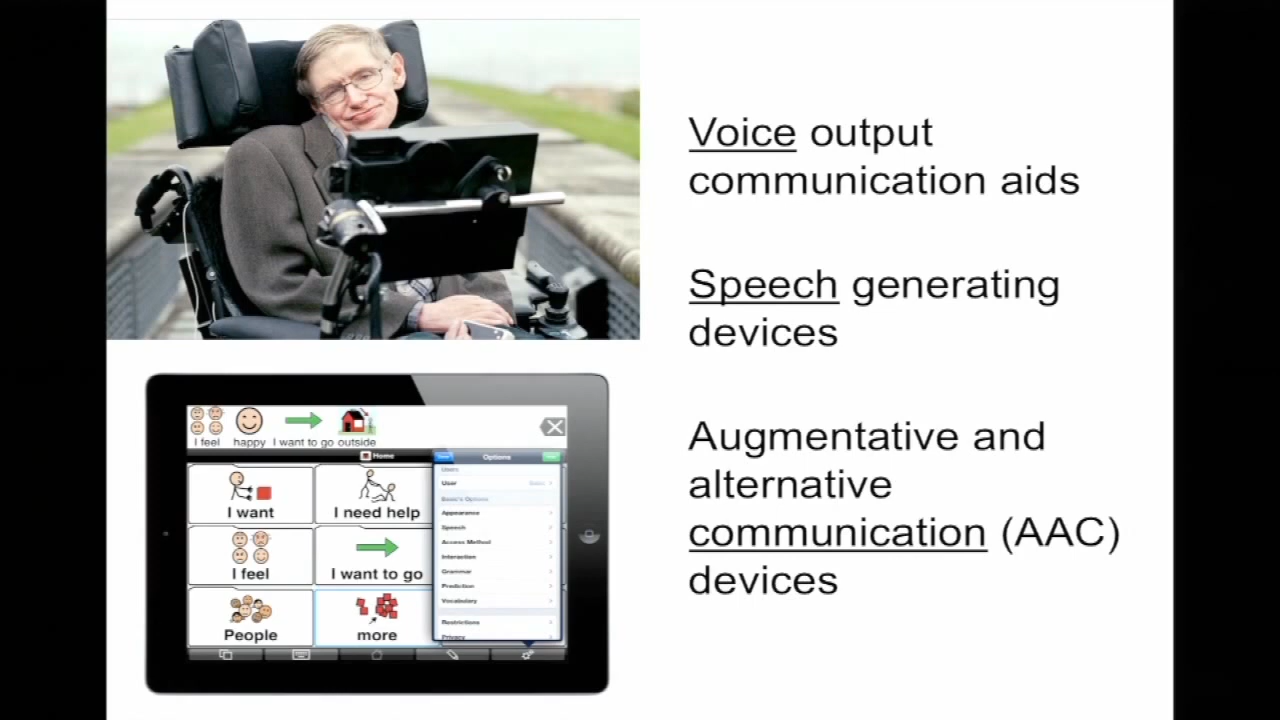 Voice output
communication aids
Speech generating
devices
Augmentative and
alternative
communication (AAC)
devices
I feel happy I want to go outside
Home
Options
I want
I need help
I feel
I want to go
People
more
Users
User
Appearance
Speech
Access Method
Interaction
Grammar
Prediction
Vocabulary
Restrictions
Privacy